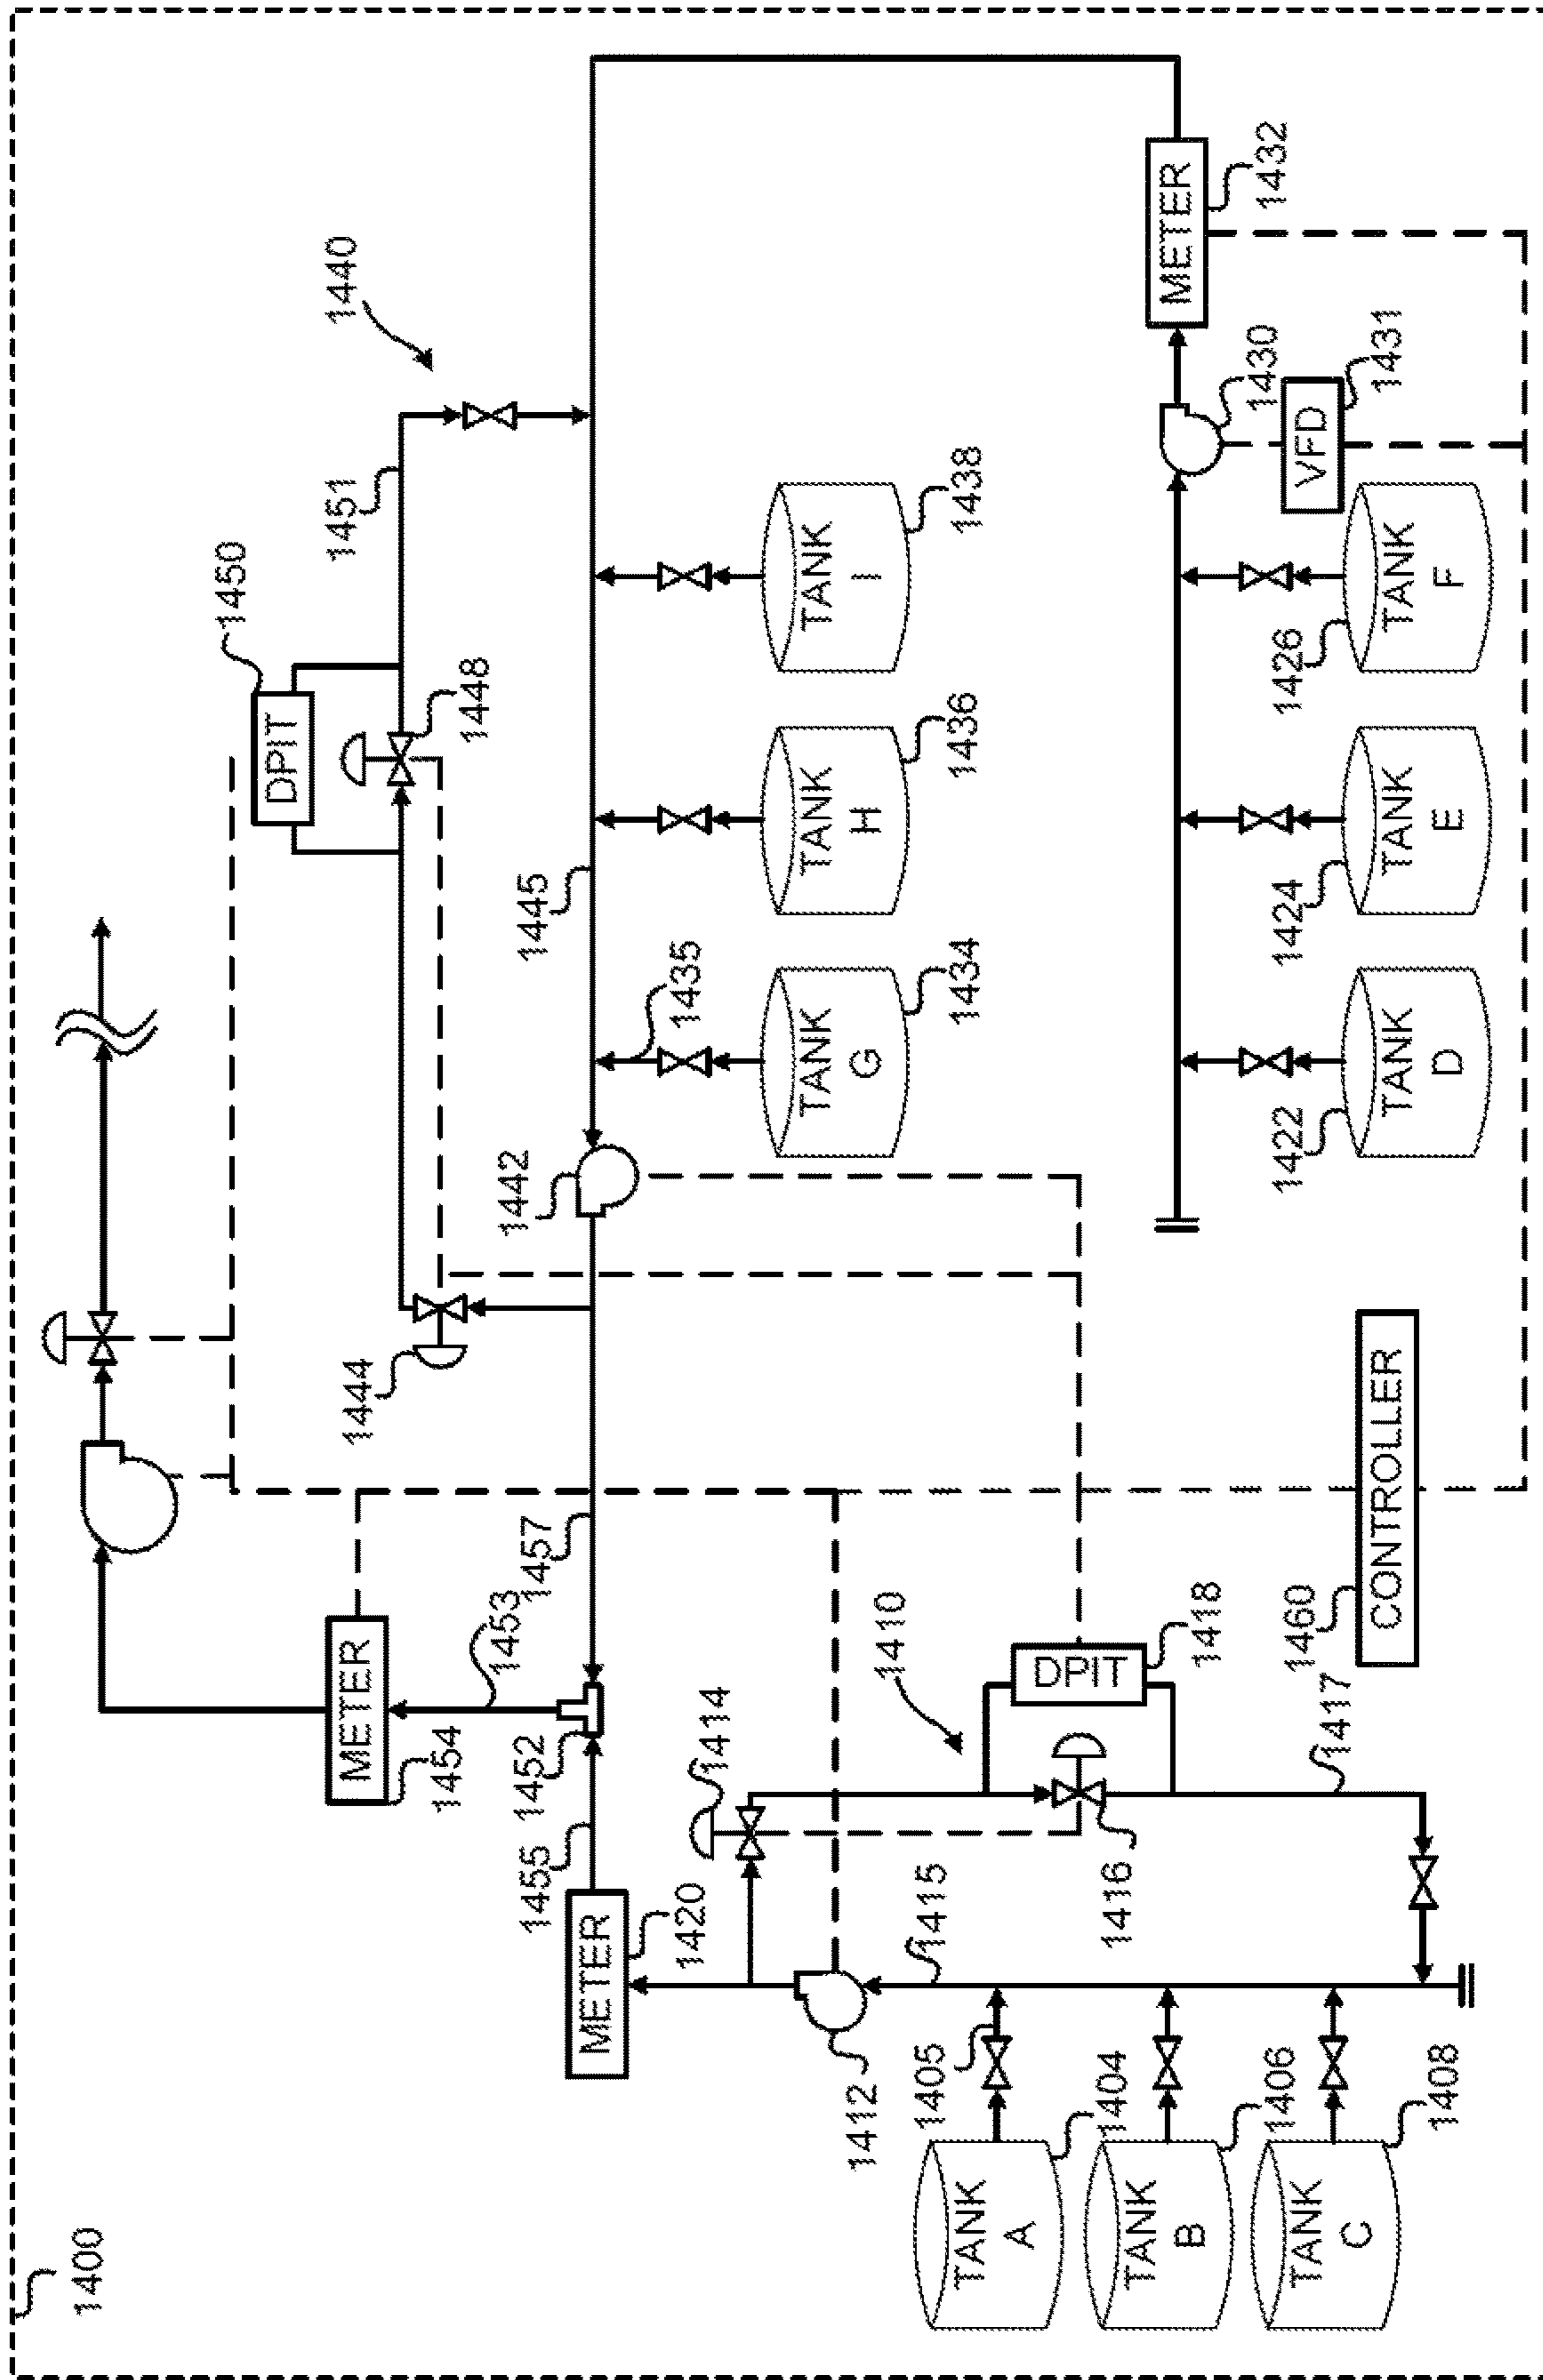 1400
1440
1450
DPIT
1451
1448
1444
1442
1445
1435
TANK
G
1434
TANK
H
1436
TANK
I
1438
METER
1432
1430
VFD
1431
1422
TANK
D
1424
TANK
E
1426
TANK
F
METER
1454
1453
1457
1452
1455
METER
1420
1414
1410
DPIT
1418
1416
1417
1415
1412
1405
TANK
A
1404
TANK
B
1406
TANK
C
1408
1460
CONTROLLER